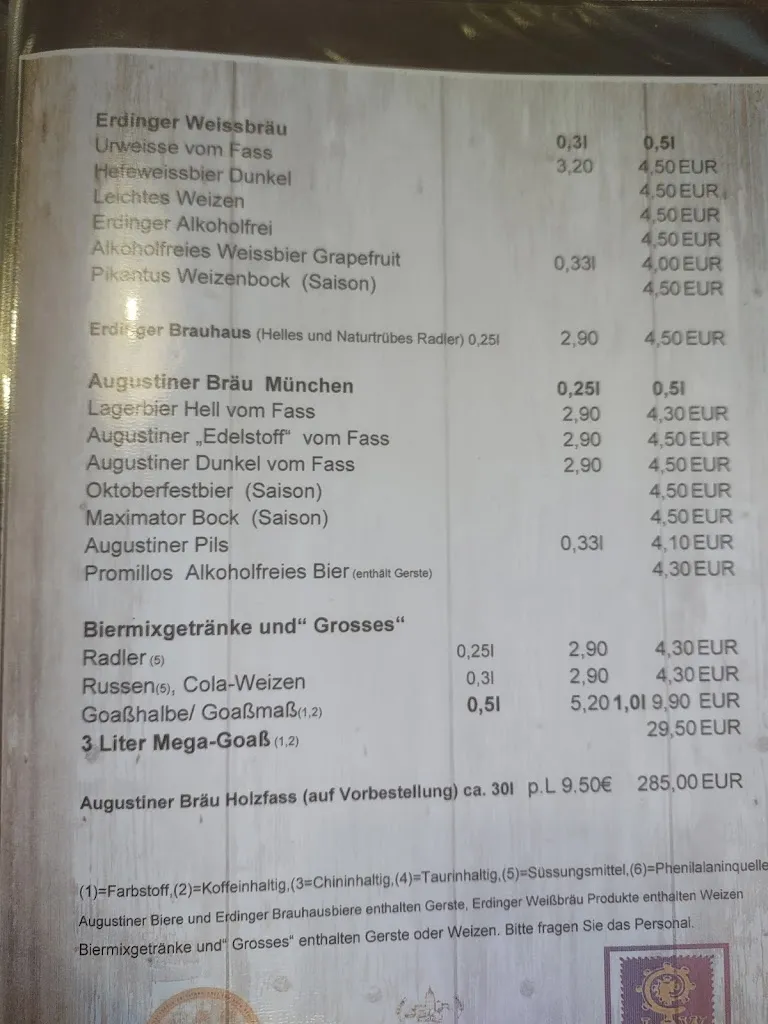 Erdinger Weissbräu 0,3l 0,5l
Urweisse vom Fass 3,20 4,50 EUR
Hefeweissbier Dunkel 4,50 EUR
Leichtes Weizen 4,50 EUR
Erdinger Alkoholfrei 4,50 EUR
Alkoholfreies Weissbier Grapefruit 0,33l 4,00 EUR
Pikantus Weizenbock (Saison) 4,50 EUR
Erdinger Brauhaus (Helles und Naturtrübes Radler) 0,25l 2,90 4,50 EUR
Augustiner Bräu München 0,25l 0,5l
Lagerbier Hell vom Fass 2,90 4,30 EUR
Augustiner „Edelstoff“ vom Fass 2,90 4,50 EUR
Augustiner Dunkel vom Fass 2,90 4,50 EUR
Oktoberfestbier (Saison) 4,50 EUR
Maximator Bock (Saison) 4,50 EUR
Augustiner Pils 0,33l 4,10 EUR
Promillos Alkoholfreies Bier (enthält Gerste) 4,30 EUR
Biermixgetränke und“ Grosses“
Radler (5) 0,25l 2,90 4,30 EUR
Russen(5), Cola-Weizen 0,3l 2,90 4,30 EUR
Goaßhalbe/ Goaßmaß(1,2) 0,5l 5,20 1,0l 9,90 EUR
3 Liter Mega-Goaß (1,2) 29,50 EUR
Augustiner Bräu Holzfass (auf Vorbestellung) ca. 30l p.L 9.50€ 285,00 EUR
(1)=Farbstoff,(2)=Koffeinhaltig,(3=Chininhaltig,(4)=Taurinhaltig,(5)=Süssungsmittel,(6)=Phenilalaninquelle
Augustiner Biere und Erdinger Brauhausbiere enthalten Gerste, Erdinger Weißbräu Produkte enthalten Weizen
Biermixgetränke und“ Grosses“ enthalten Gerste oder Weizen. Bitte fragen Sie das Personal.